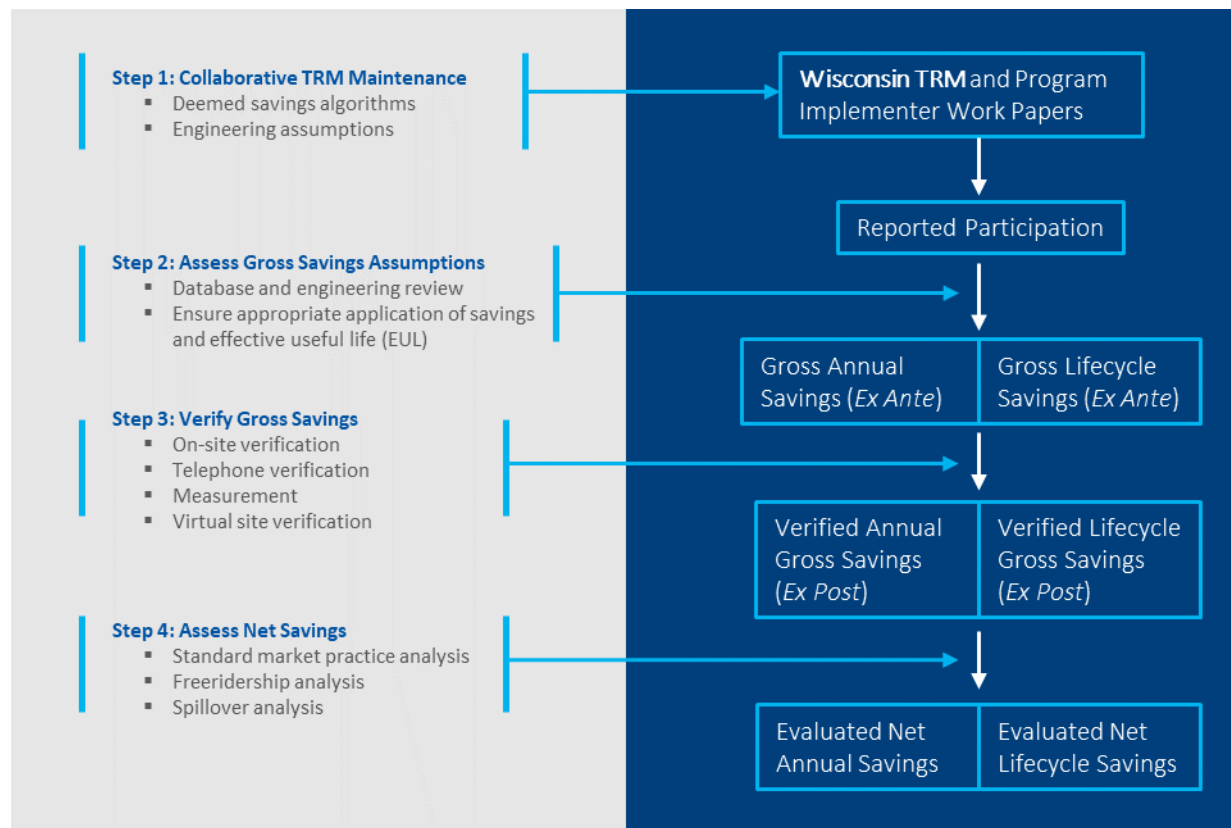 Step 1: Collaborative TRM Maintenance
▪ Deemed savings algorithms
▪ Engineering assumptions
Wisconsin TRM and Program
Implementer Work Papers
Reported Participation
Step 2: Assess Gross Savings Assumptions
▪ Database and engineering review
▪ Ensure appropriate application of savings
and effective useful life (EUL)
Gross Annual
Savings (Ex Ante)
Gross Lifecycle
Savings (Ex Ante)
Step 3: Verify Gross Savings
▪ On-site verification
▪ Telephone verification
▪ Measurement
▪ Virtual site verification
Verified Annual
Gross Savings
(Ex Post)
Verified Lifecycle
Gross Savings
(Ex Post)
Step 4: Assess Net Savings
▪ Standard market practice analysis
▪ Freeridership analysis
▪ Spillover analysis
Evaluated Net
Annual Savings
Evaluated Net
Lifecycle Savings